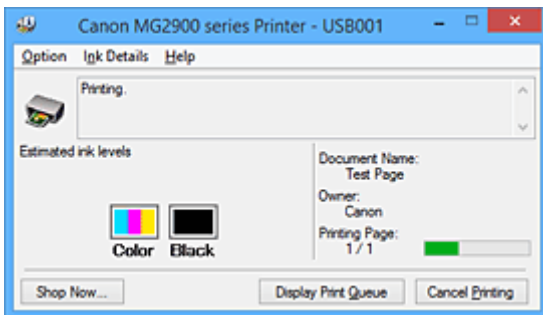 Canon MG2900 series Printer - USB001
Option Ink Details Help
Printing.
Estimated ink levels
Document Name:
Test Page
Owner:
Canon
Printing Page:
1 / 1
Color Black
Shop Now... Display Print Queue Cancel Printing